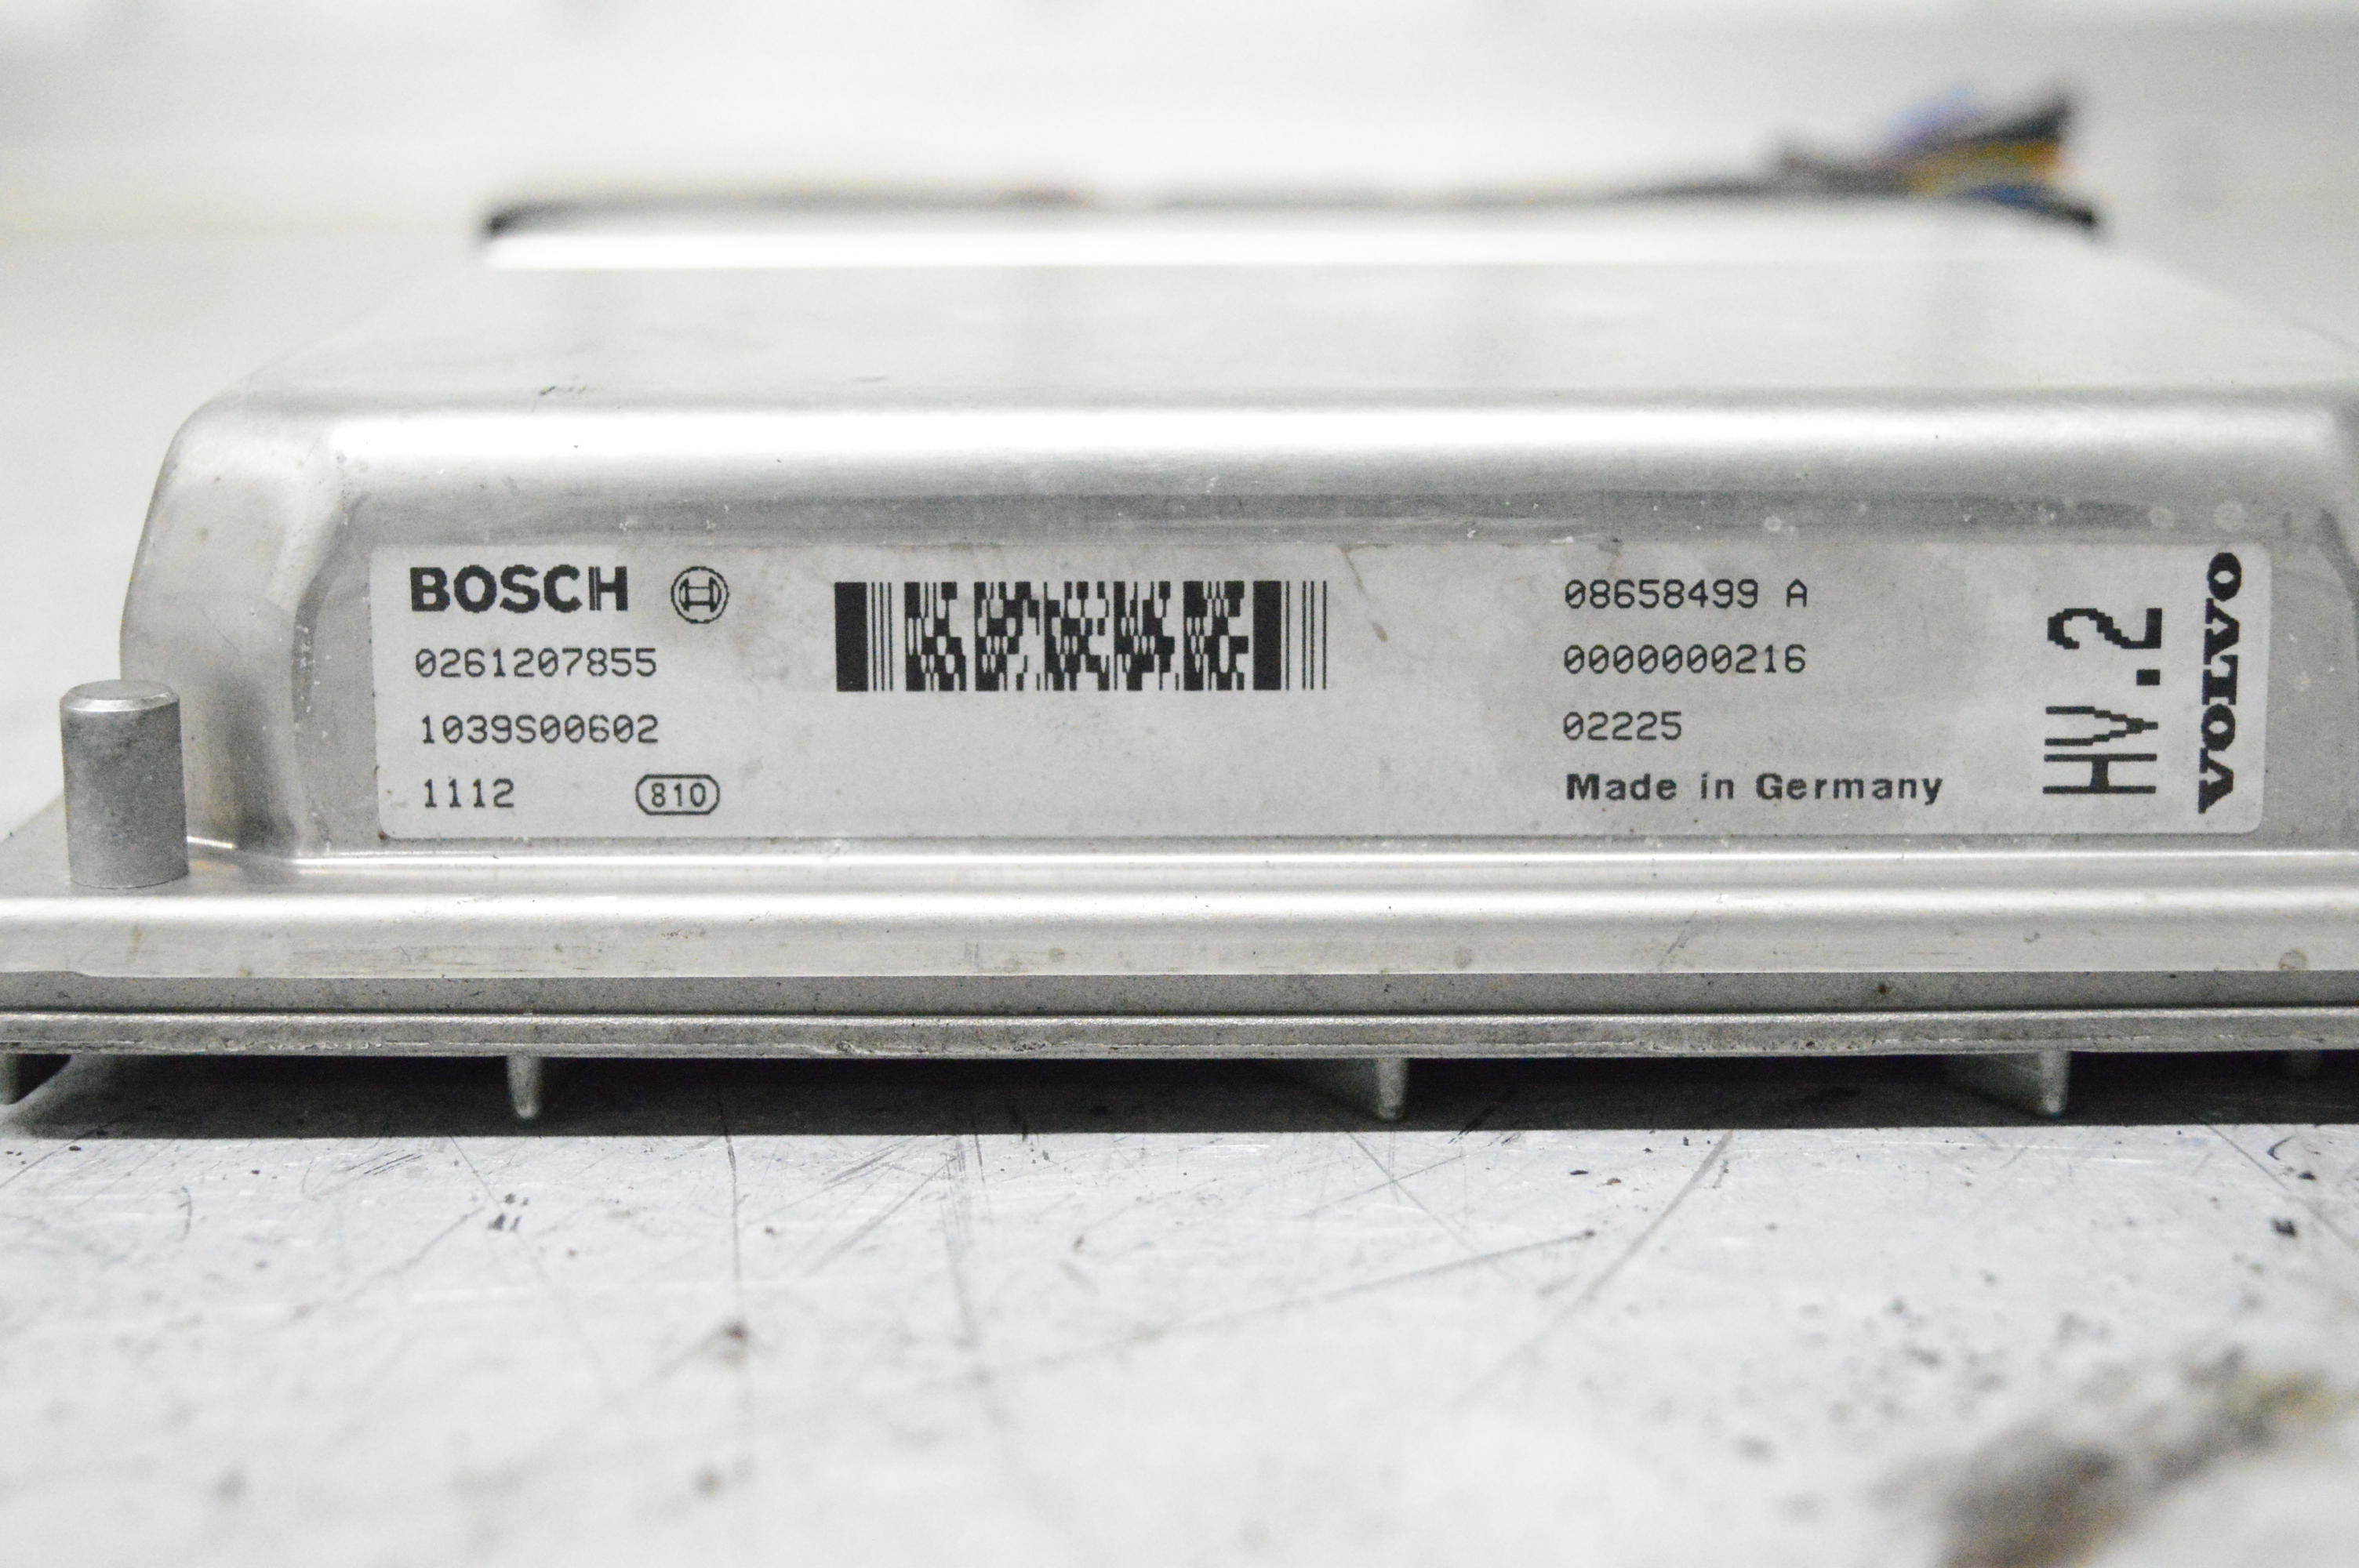 BOSCH
0261207855
1039S00602
1112 810
08658499 A
0000000216
02225
Made in Germany
HV.2
VOLVO